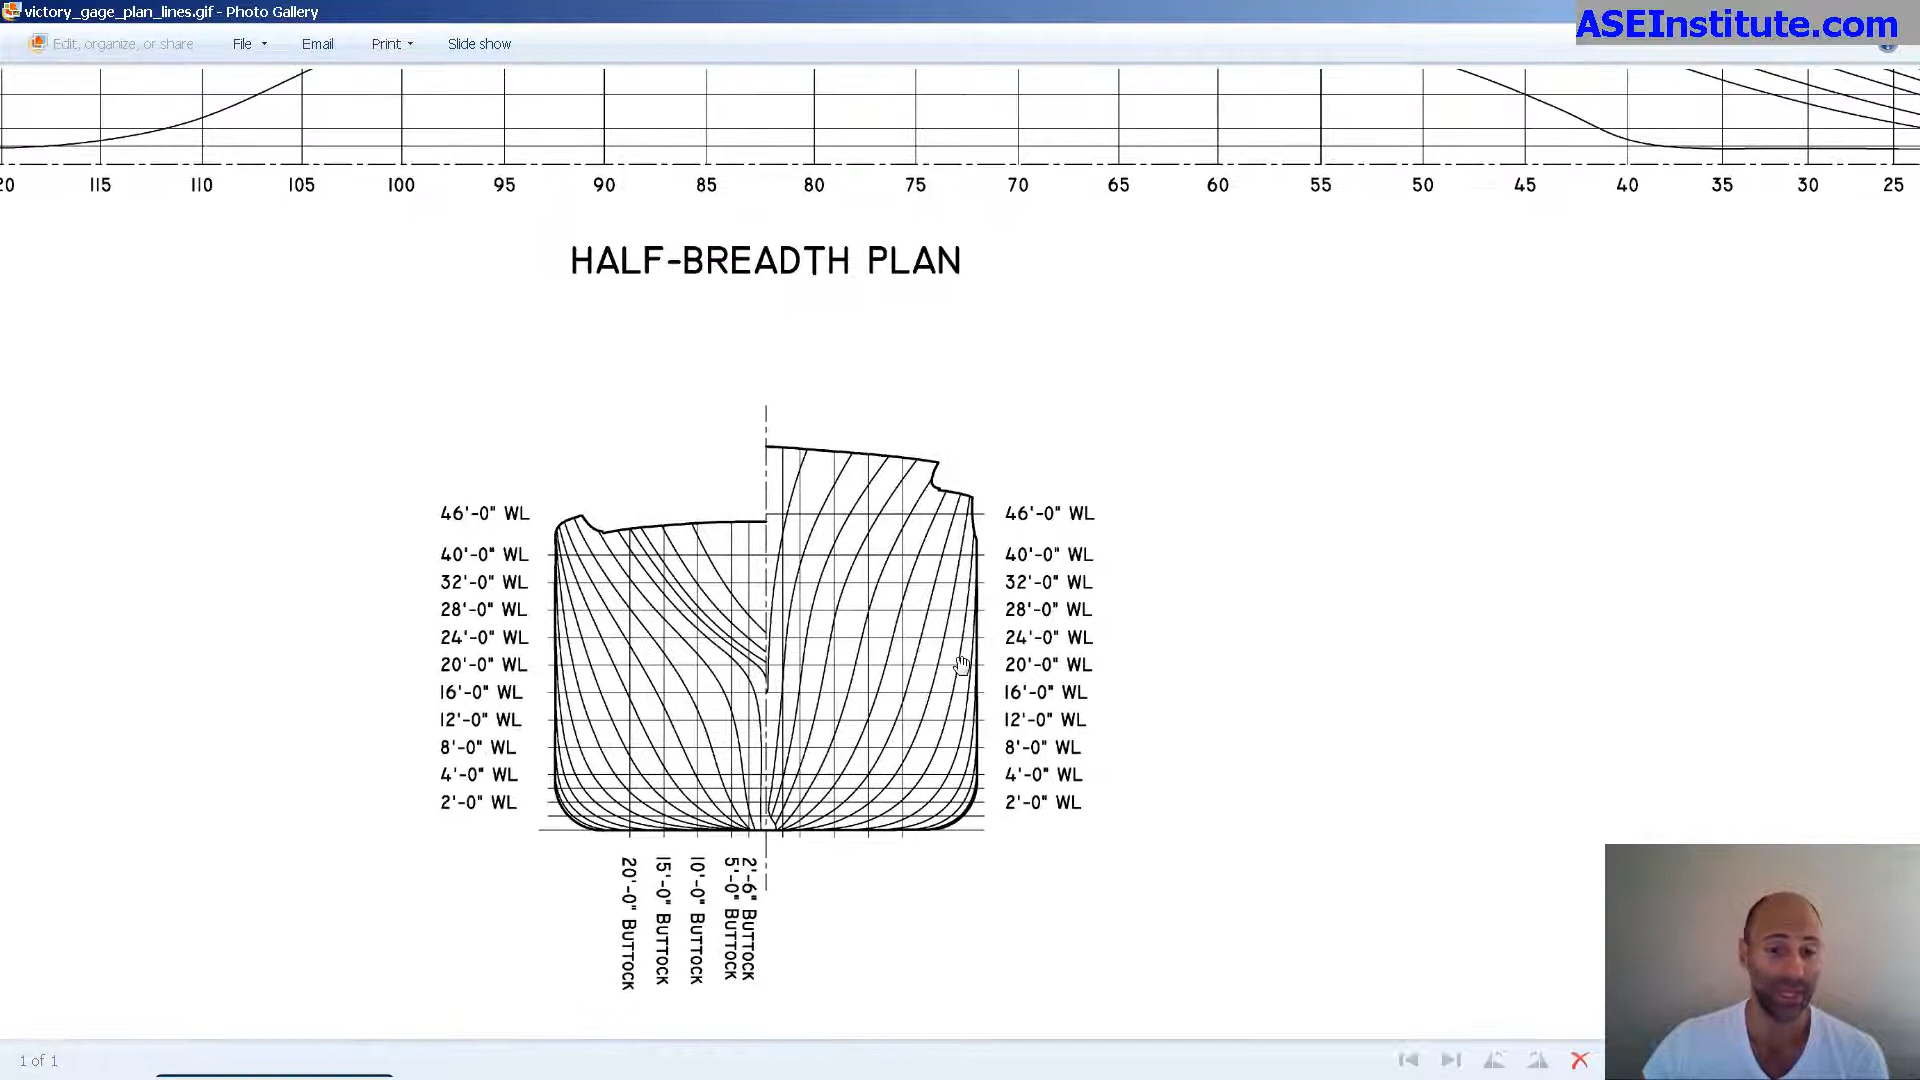 victory_gage_plan_lines.gif - Photo Gallery
ASEInstitute.com
Edit, organize, or share File Email Print Slide show
20 115 110 105 100 95 90 85 80 75 70 65 60 55 50 45 40 35 30 25
HALF-BREADTH PLAN
46'-0" WL 46'-0" WL
40'-0" WL 40'-0" WL
32'-0" WL 32'-0" WL
28'-0" WL 28'-0" WL
24'-0" WL 24'-0" WL
20'-0" WL 20'-0" WL
16'-0" WL 16'-0" WL
12'-0" WL 12'-0" WL
8'-0" WL 8'-0" WL
4'-0" WL 4'-0" WL
2'-0" WL 2'-0" WL
20'-0" BUTTOCK
15'-0" BUTTOCK
10'-0" BUTTOCK
5'-0" BUTTOCK
2'-6" BUTTOCK
1 of 1